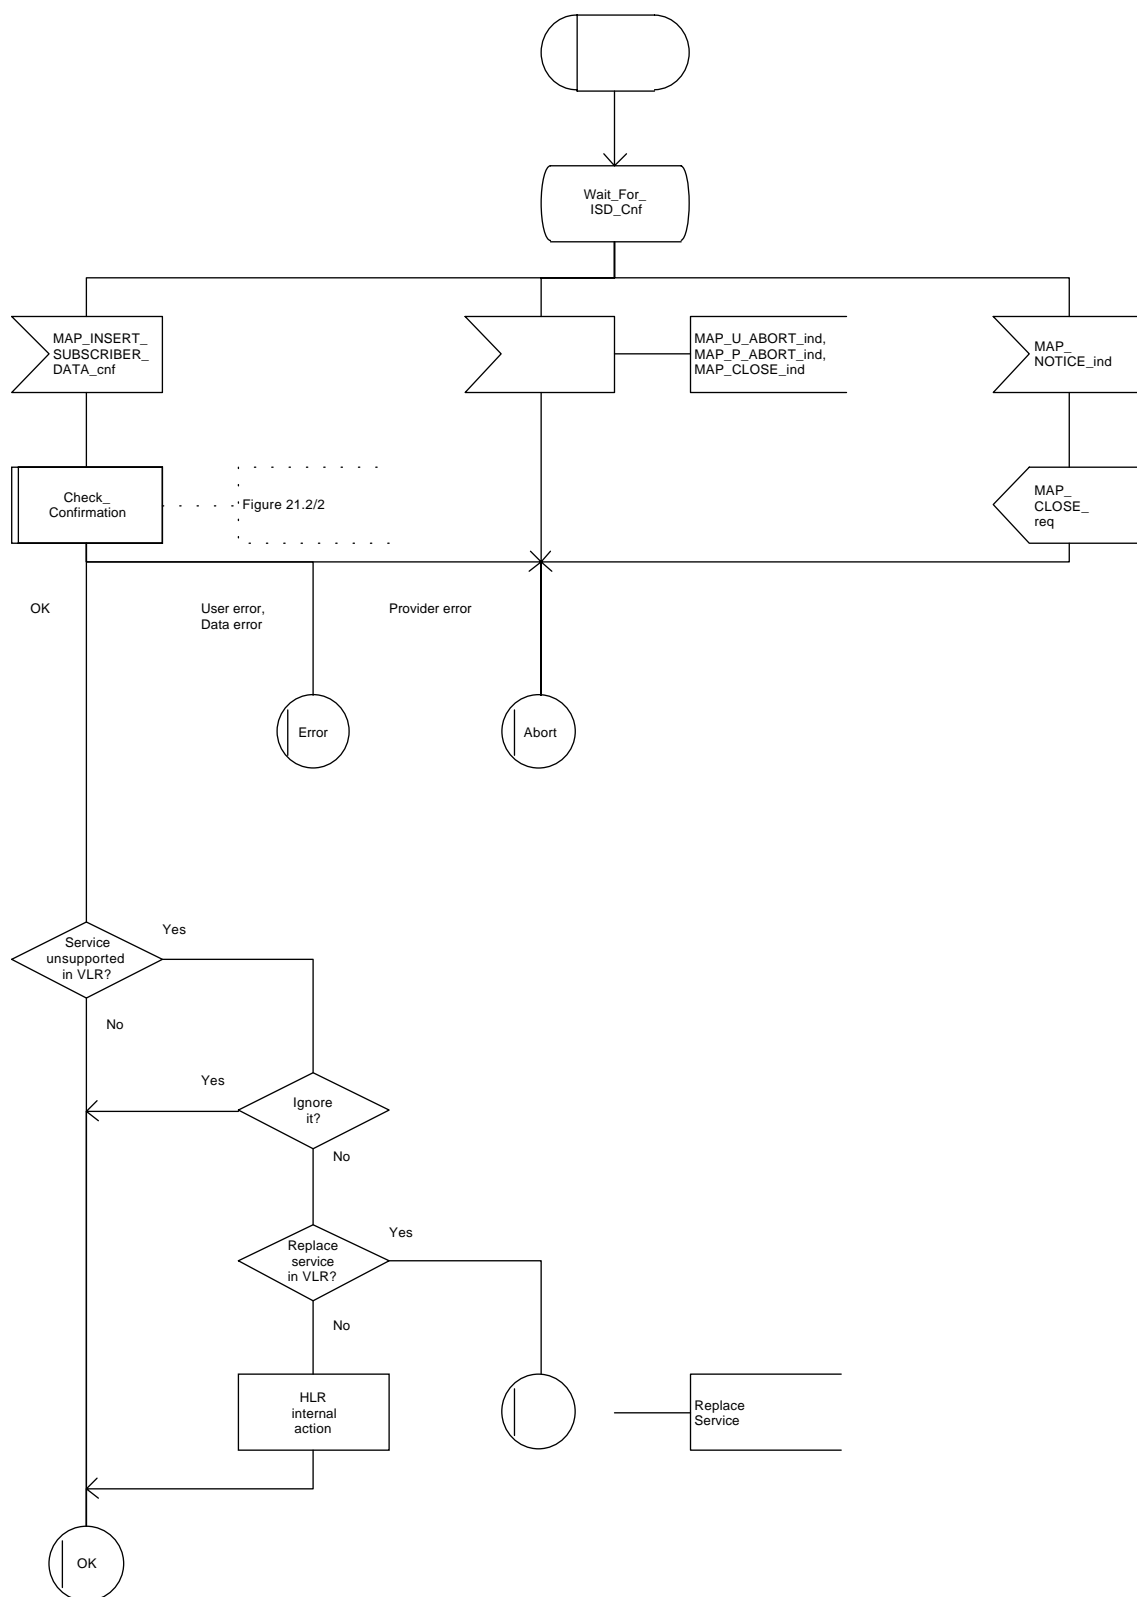 Wait_For_
ISD_Cnf
MAP_INSERT_
SUBSCRIBER_
DATA_cnf
MAP_U_ABORT_ind,
MAP_P_ABORT_ind,
MAP_CLOSE_ind
MAP_
NOTICE_ind
Check_
Confirmation
Figure 21.2/2
MAP_
CLOSE_
req
OK
User error,
Data error
Provider error
Error
Abort
Service
unsupported
in VLR?
Yes
No
Yes
Ignore
it?
No
Replace
service
in VLR?
Yes
No
HLR
internal
action
Replace
Service
OK